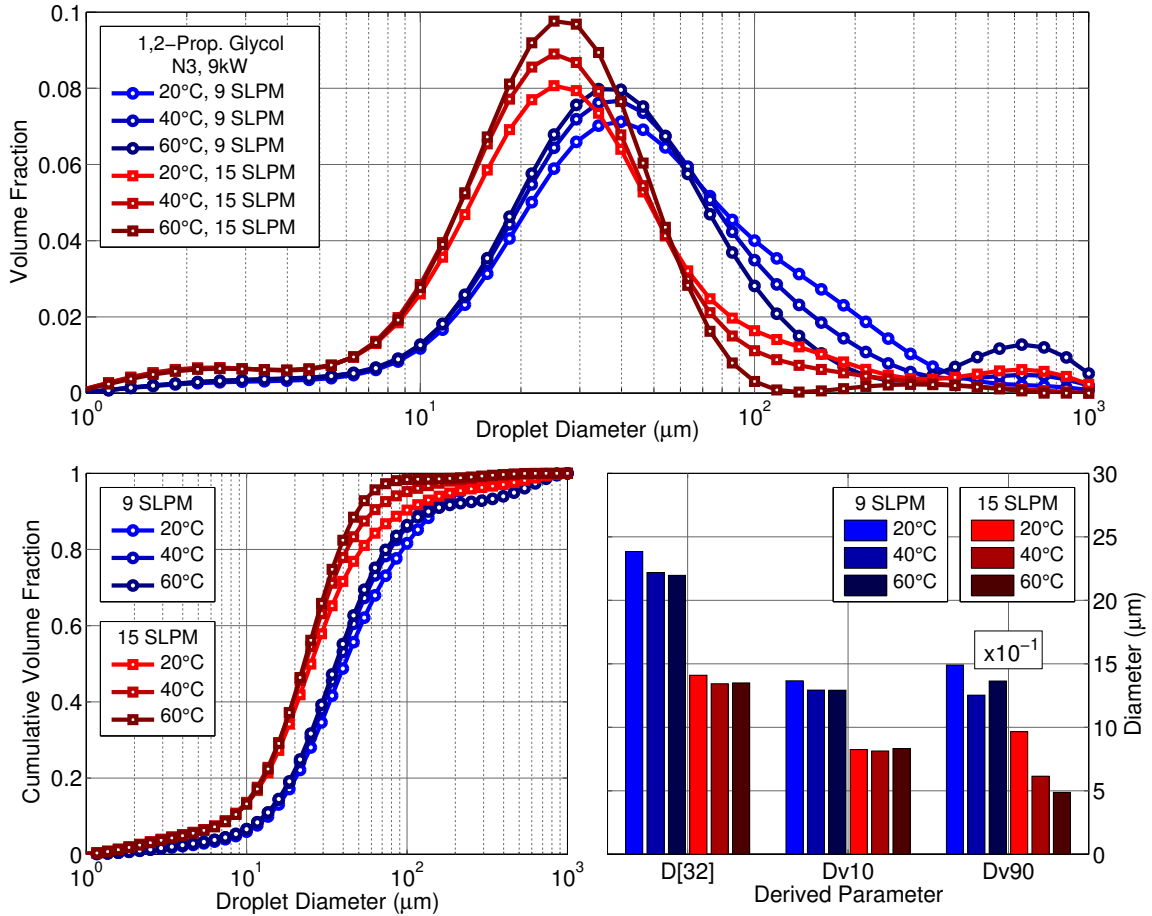 0.1
0.08
0.06
0.04
0.02
0
Volume Fraction
1,2−Prop. Glycol
N3, 9kW
20°C, 9 SLPM
40°C, 9 SLPM
60°C, 9 SLPM
20°C, 15 SLPM
40°C, 15 SLPM
60°C, 15 SLPM
10^0 10^1 10^2 10^3
Droplet Diameter (μm)
1
0.8
0.6
0.4
0.2
0
Cumulative Volume Fraction
9 SLPM
20°C
40°C
60°C
15 SLPM
20°C
40°C
60°C
10^0 10^1 10^2 10^3
Droplet Diameter (μm)
9 SLPM
20°C
40°C
60°C
15 SLPM
20°C
40°C
60°C
x10^−1
30
25
20
15
10
5
0
Diameter (μm)
D[32] Dv10 Dv90
Derived Parameter